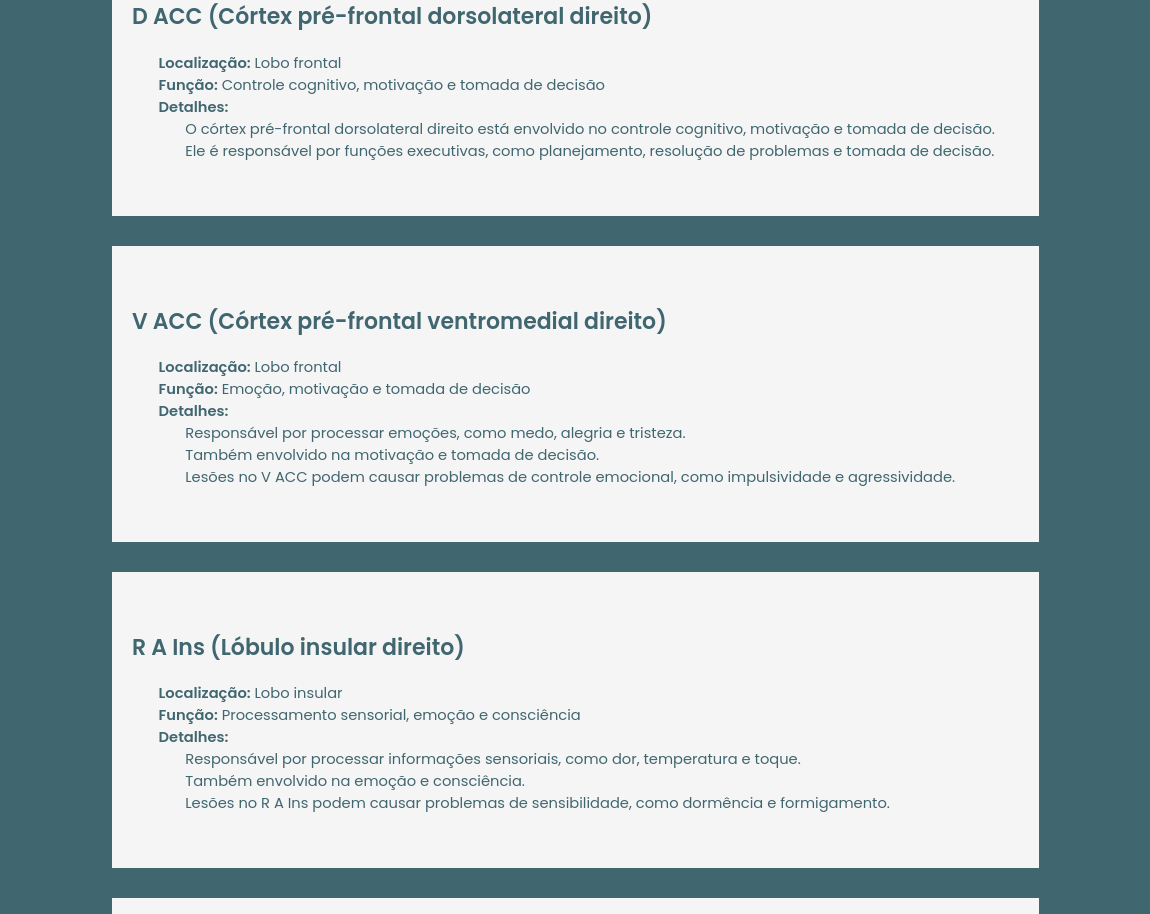 D ACC (Córtex pré-frontal dorsolateral direito)
Localização: Lobo frontal
Função: Controle cognitivo, motivação e tomada de decisão
Detalhes:
O córtex pré-frontal dorsolateral direito está envolvido no controle cognitivo, motivação e tomada de decisão.
Ele é responsável por funções executivas, como planejamento, resolução de problemas e tomada de decisão.
V ACC (Córtex pré-frontal ventromedial direito)
Localização: Lobo frontal
Função: Emoção, motivação e tomada de decisão
Detalhes:
Responsável por processar emoções, como medo, alegria e tristeza.
Também envolvido na motivação e tomada de decisão.
Lesões no V ACC podem causar problemas de controle emocional, como impulsividade e agressividade.
R A Ins (Lóbulo insular direito)
Localização: Lobo insular
Função: Processamento sensorial, emoção e consciência
Detalhes:
Responsável por processar informações sensoriais, como dor, temperatura e toque.
Também envolvido na emoção e consciência.
Lesões no R A Ins podem causar problemas de sensibilidade, como dormência e formigamento.